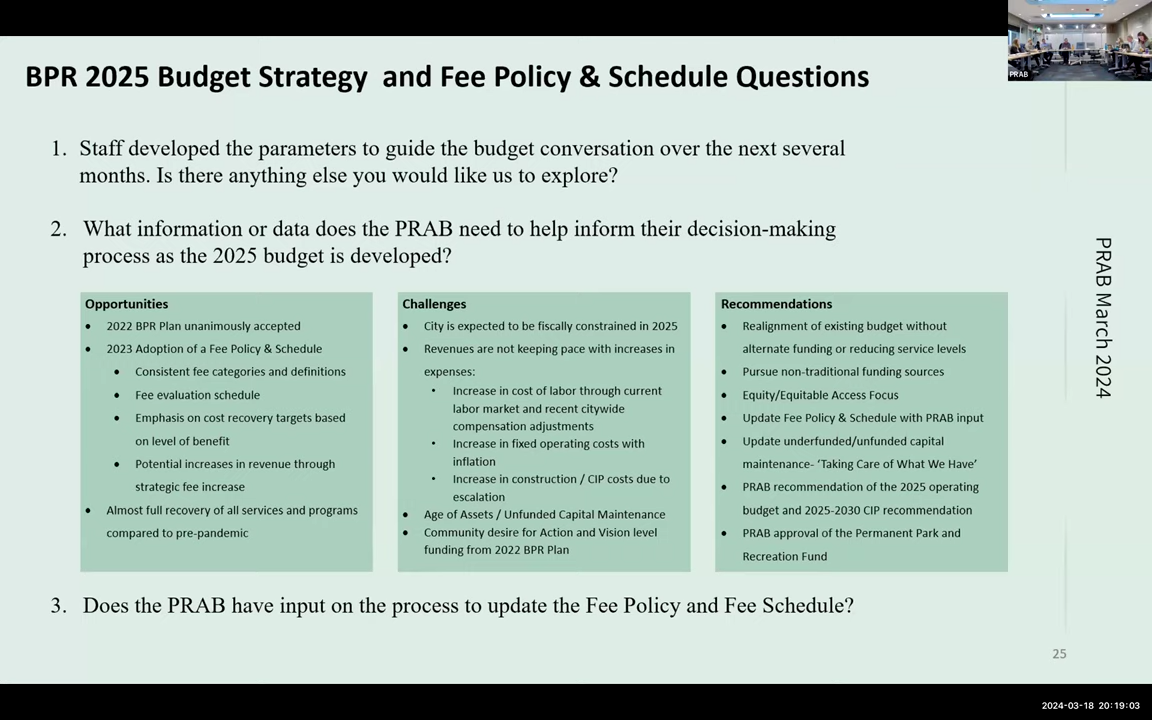 BPR 2025 Budget Strategy and Fee Policy & Schedule Questions
PRAB
1. Staff developed the parameters to guide the budget conversation over the next several
months. Is there anything else you would like us to explore?
2. What information or data does the PRAB need to help inform their decision-making
process as the 2025 budget is developed?
Opportunities
• 2022 BPR Plan unanimously accepted
• 2023 Adoption of a Fee Policy & Schedule
• Consistent fee categories and definitions
• Fee evaluation schedule
• Emphasis on cost recovery targets based
on level of benefit
• Potential increases in revenue through
strategic fee increase
• Almost full recovery of all services and programs
compared to pre-pandemic
Challenges
• City is expected to be fiscally constrained in 2025
• Revenues are not keeping pace with increases in
expenses:
• Increase in cost of labor through current
labor market and recent citywide
compensation adjustments
• Increase in fixed operating costs with
inflation
• Increase in construction / CIP costs due to
escalation
• Age of Assets / Unfunded Capital Maintenance
• Community desire for Action and Vision level
funding from 2022 BPR Plan
Recommendations
• Realignment of existing budget without
alternate funding or reducing service levels
• Pursue non-traditional funding sources
• Equity/Equitable Access Focus
• Update Fee Policy & Schedule with PRAB input
• Update underfunded/unfunded capital
maintenance- ‘Taking Care of What We Have’
• PRAB recommendation of the 2025 operating
budget and 2025-2030 CIP recommendation
• PRAB approval of the Permanent Park and
Recreation Fund
3. Does the PRAB have input on the process to update the Fee Policy and Fee Schedule?
PRAB March 2024
25
2024-03-18 20:19:03